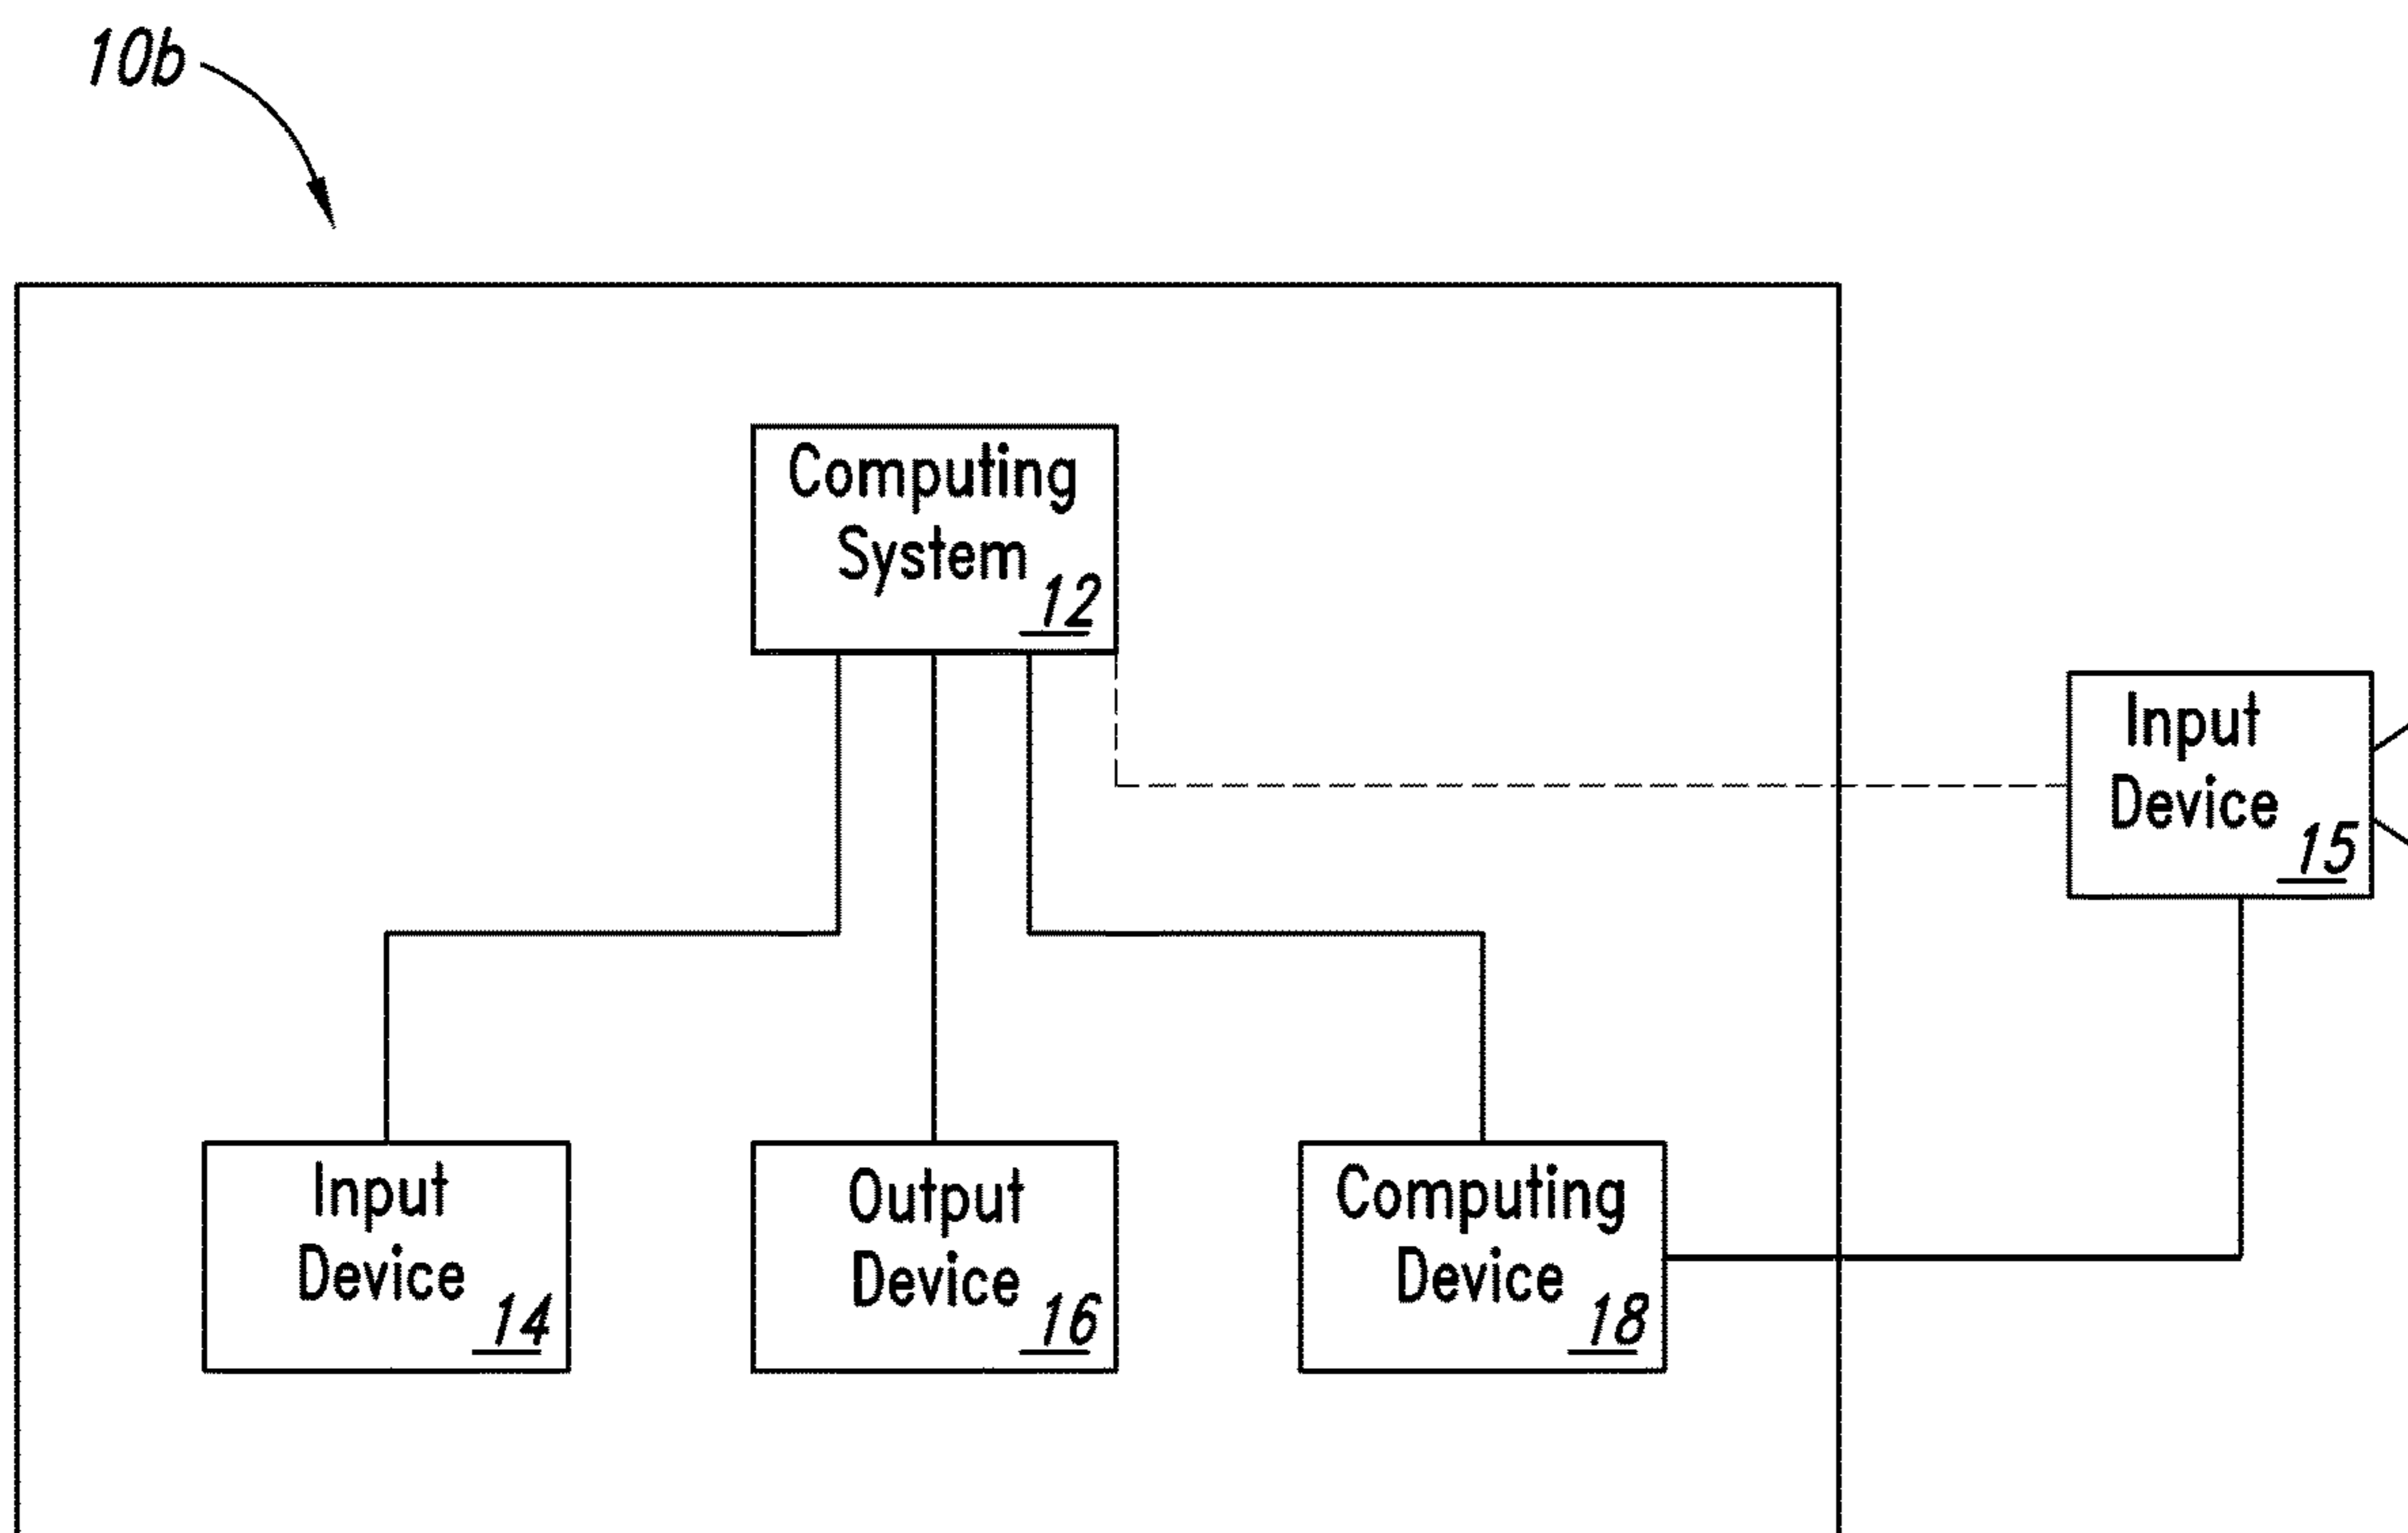 10b
Computing
System
12
Input
Device
15
Input
Device
14
Output
Device
16
Computing
Device
18